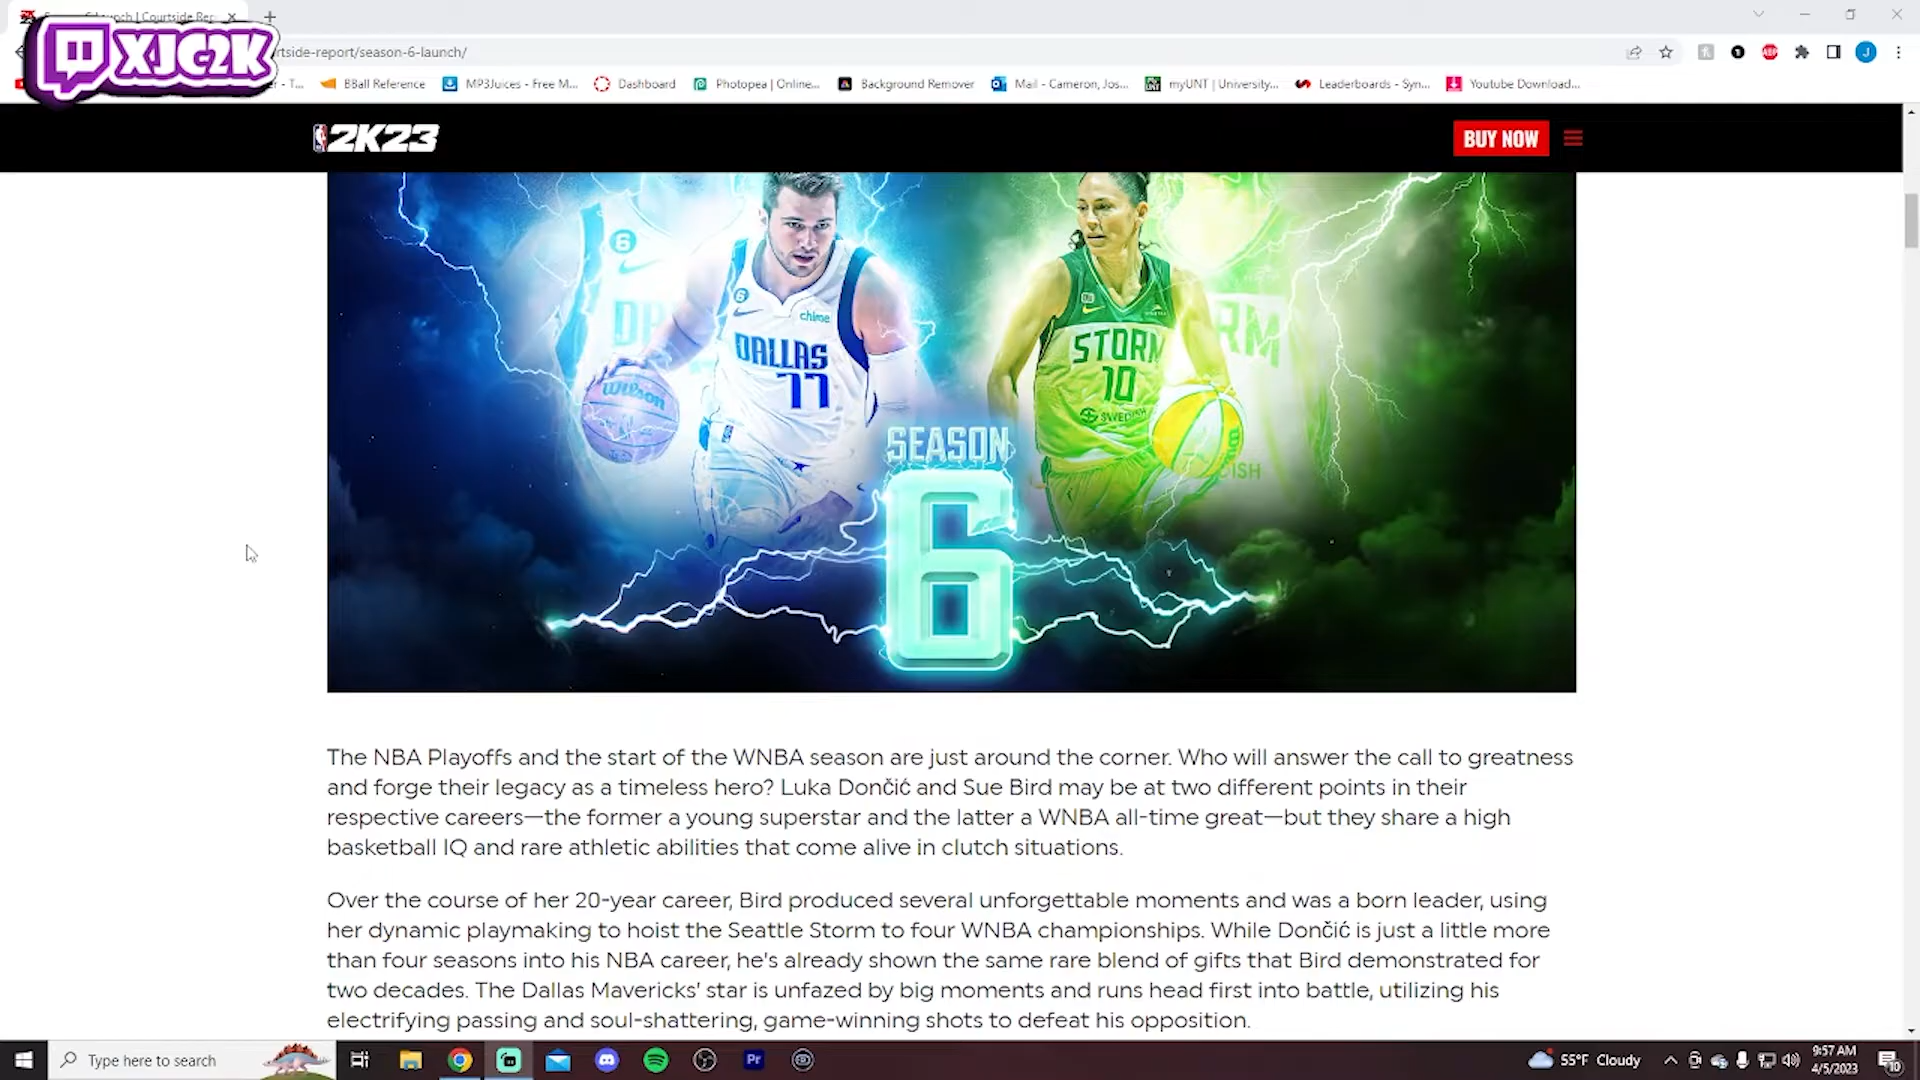 XJC2K
rtside-report/season-6-launch/
BBall Reference
MP3Juices - Free M...
Dashboard
Photopea | Online...
Background Remover
Mail - Cameron, Jos...
myUNT | University...
Leaderboards - Syn...
Youtube Download...
2K23
BUY NOW
6
6
chime
Wilson
DALLAS
77
STORM
10
SWEDISH
RM
ISH
SEASON
6
The NBA Playoffs and the start of the WNBA season are just around the corner. Who will answer the call to greatness
and forge their legacy as a timeless hero? Luka Dončić and Sue Bird may be at two different points in their
respective careers—the former a young superstar and the latter a WNBA all-time great—but they share a high
basketball IQ and rare athletic abilities that come alive in clutch situations.
Over the course of her 20-year career, Bird produced several unforgettable moments and was a born leader, using
her dynamic playmaking to hoist the Seattle Storm to four WNBA championships. While Dončić is just a little more
than four seasons into his NBA career, he's already shown the same rare blend of gifts that Bird demonstrated for
two decades. The Dallas Mavericks' star is unfazed by big moments and runs head first into battle, utilizing his
electrifying passing and soul-shattering, game-winning shots to defeat his opposition.
Type here to search
Pr
55°F Cloudy
9:57 AM
4/5/2023
10